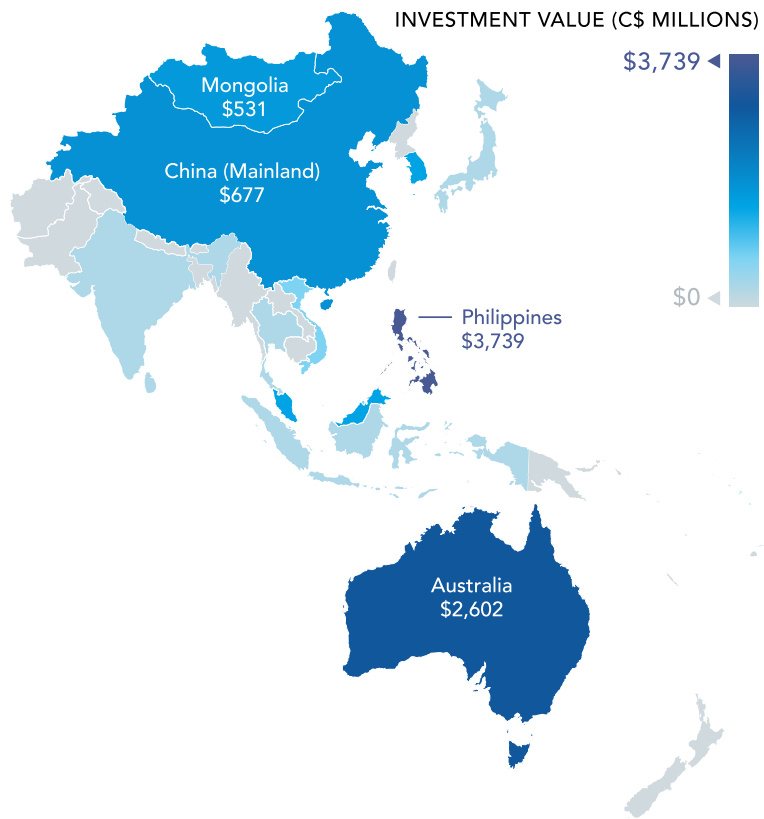 INVESTMENT VALUE (C$ MILLIONS)
$3,739
Mongolia
$531
China (Mainland)
$677
$0
Philippines
$3,739
Australia
$2,602